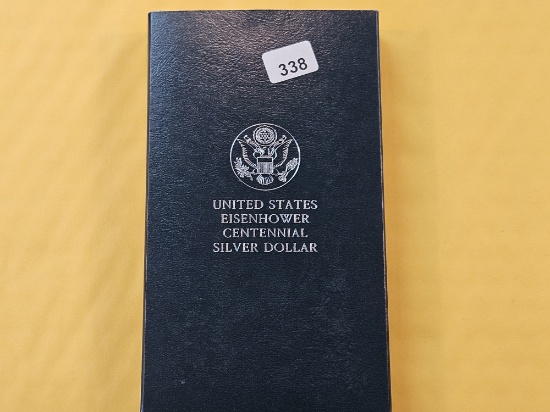 338
UNITED STATES
EISENHOWER
CENTENNIAL
SILVER DOLLAR